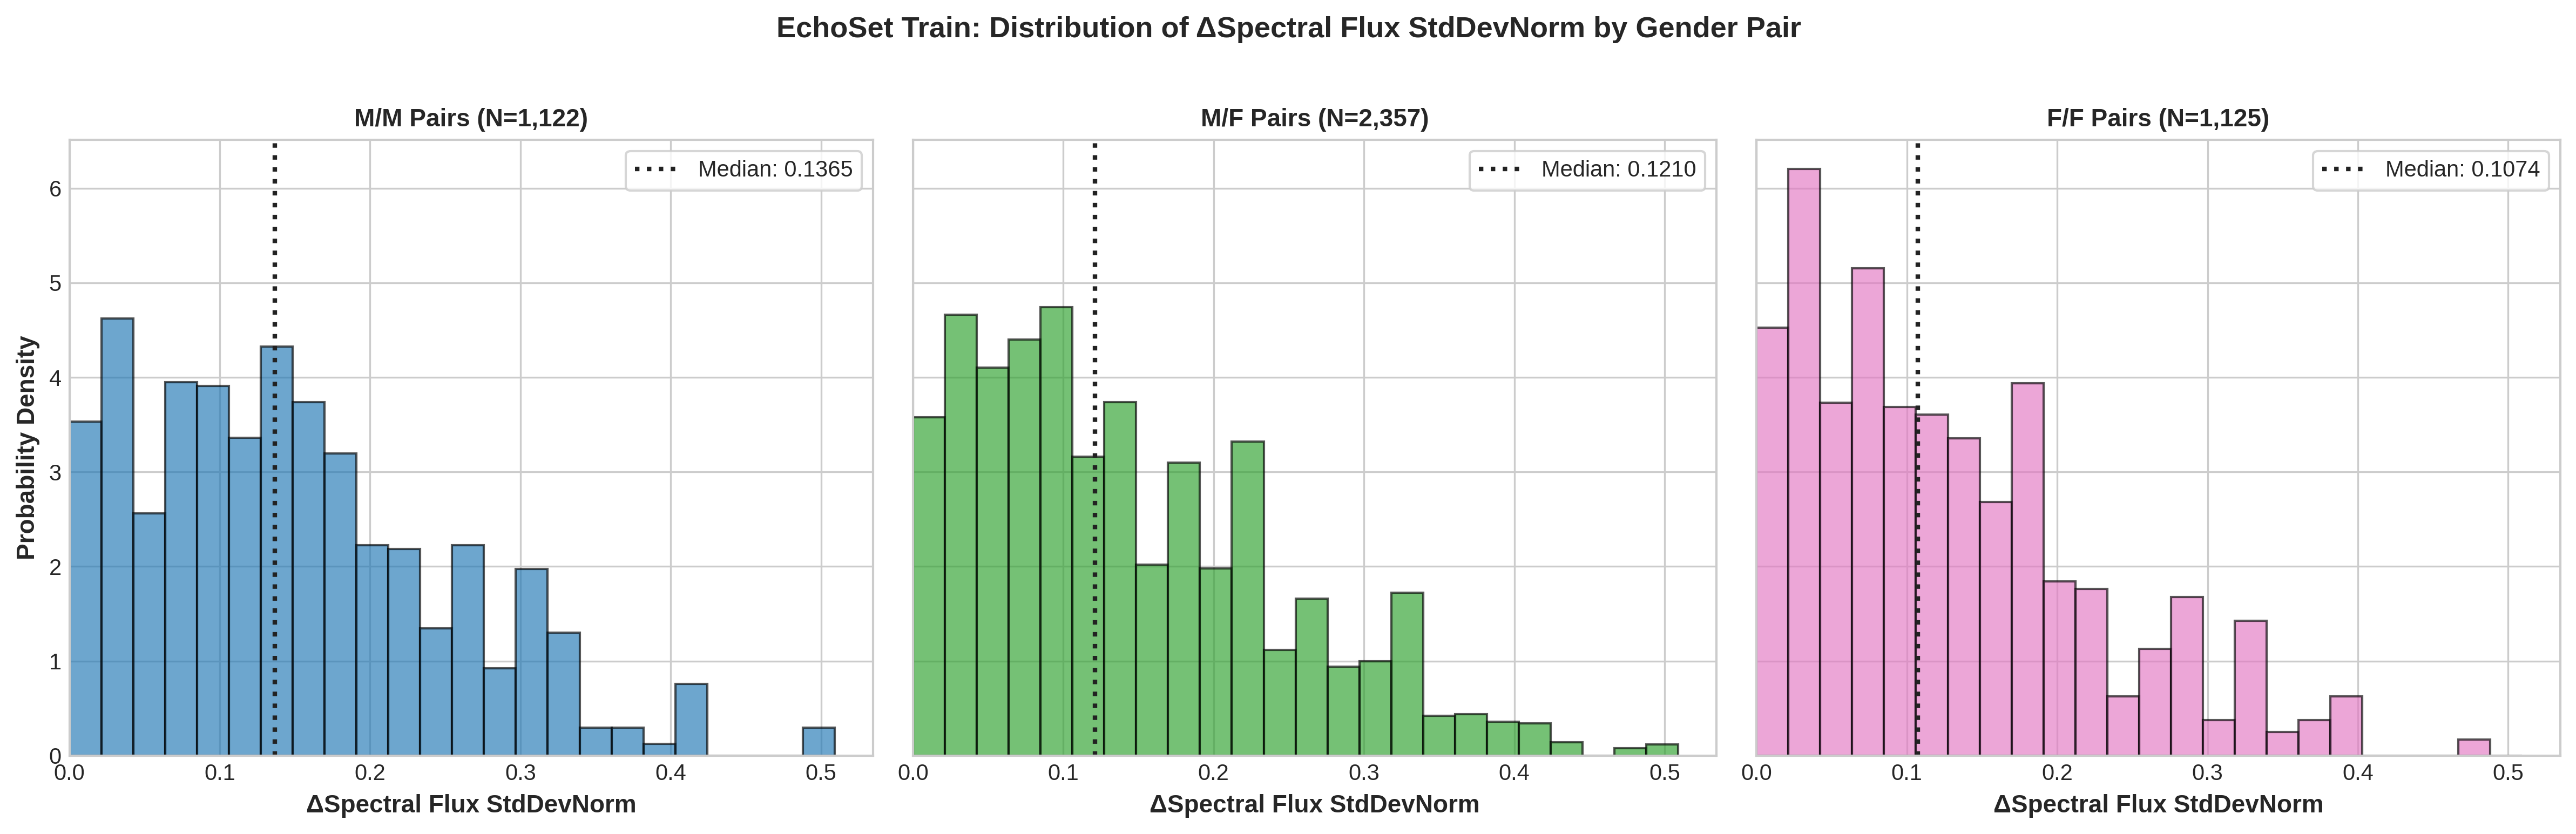 EchoSet Train: Distribution of ΔSpectral Flux StdDevNorm by Gender Pair
M/M Pairs (N=1,122)
M/F Pairs (N=2,357)
F/F Pairs (N=1,125)
Median: 0.1365
Median: 0.1210
Median: 0.1074
Probability Density
6
5
4
3
2
1
0
0.0 0.1 0.2 0.3 0.4 0.5
0.0 0.1 0.2 0.3 0.4 0.5
0.0 0.1 0.2 0.3 0.4 0.5
ΔSpectral Flux StdDevNorm
ΔSpectral Flux StdDevNorm
ΔSpectral Flux StdDevNorm